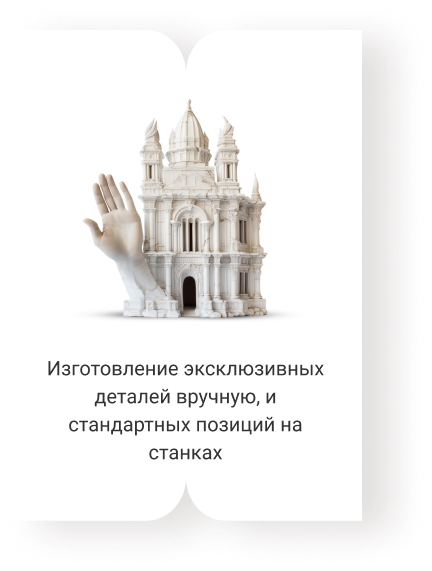 Изготовление эксклюзивных
деталей вручную, и
стандартных позиций на
станках